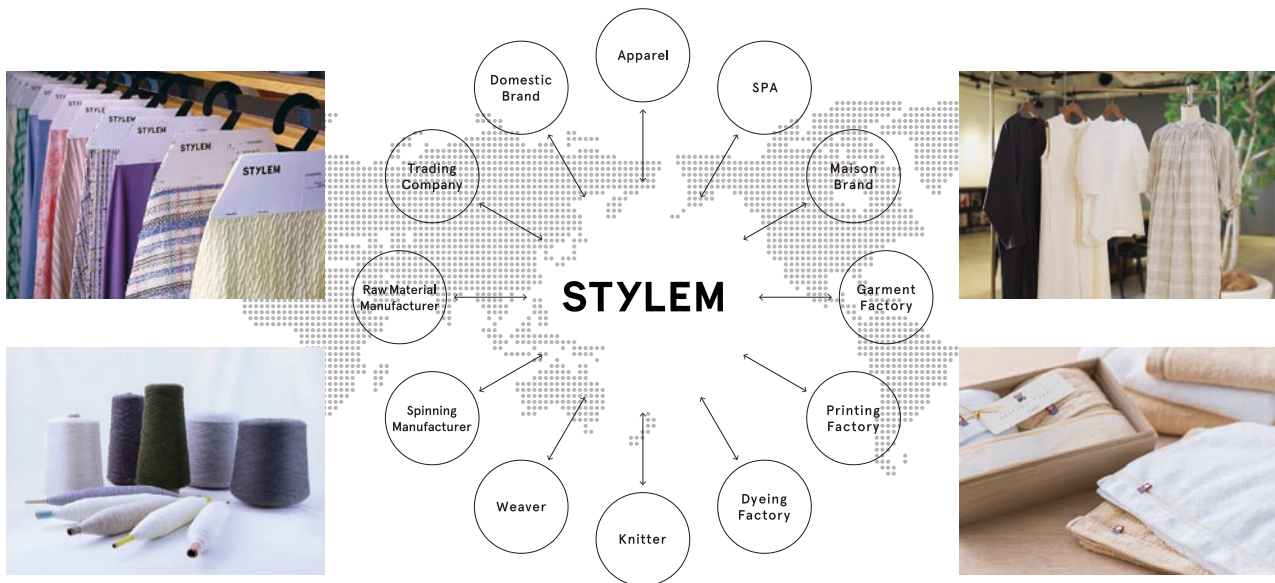 Apparel
Domestic
Brand
SPA
Trading
Company
Maison
Brand
Raw Material
Manufacturer
STYLEM
Garment
Factory
Spinning
Manufacturer
Printing
Factory
Weaver
Dyeing
Factory
Knitter
STYLEM
STYLEM
STYLEM
STYLEM
STYLEM